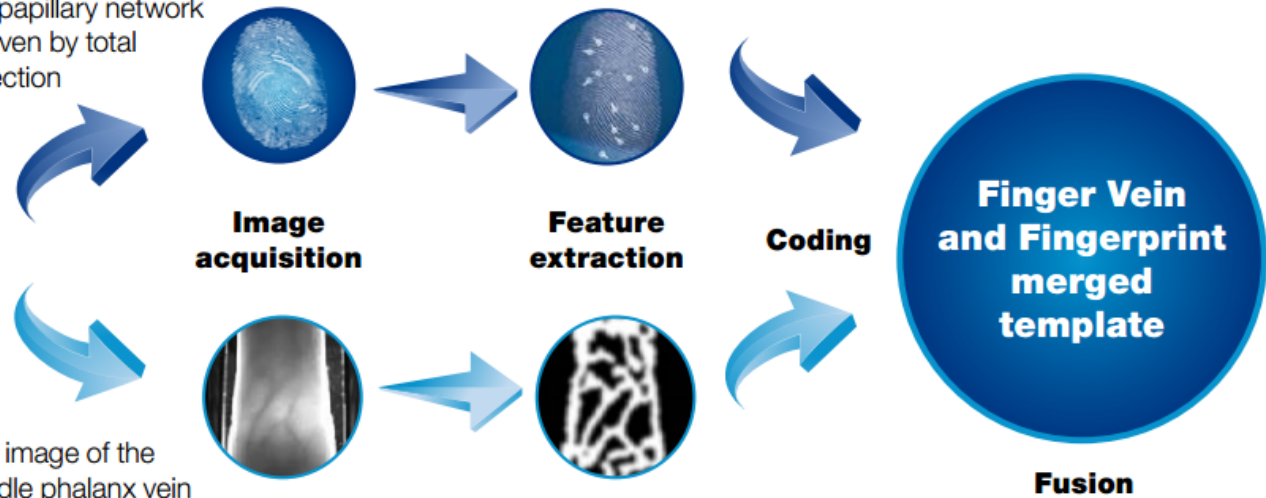 papillary network
ven by total
ection
Image
acquisition
Feature
extraction
Coding
Finger Vein
and Fingerprint
merged
template
image of the
dle phalanx vein
Fusion